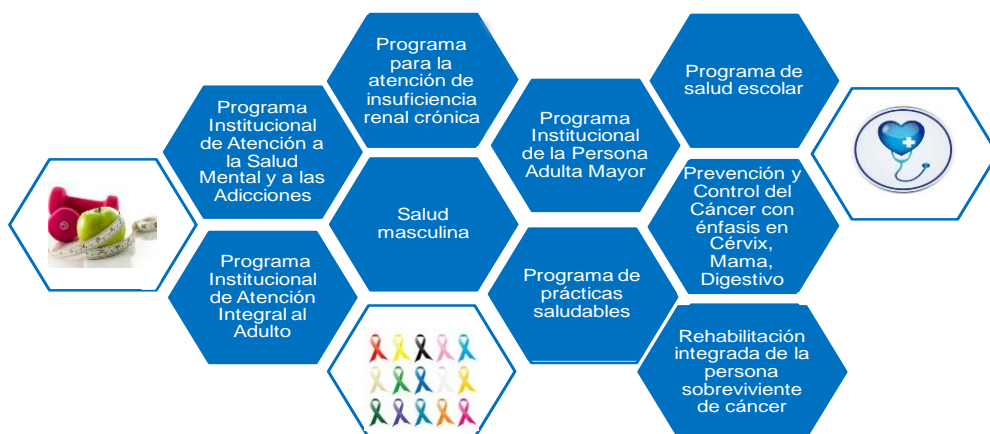 Programa
para la
atención de
insuficiencia
renal crónica
Programa de
salud escolar
Programa
Institucional
de Atención a
la Salud
Mental y a las
Adicciones
Programa
Institucional
de la Persona
Adulta Mayor
Salud
masculina
Prevención y
Control del
Cáncer con
énfasis en
Cérvix,
Mama,
Digestivo
Programa
Institucional
de Atención
Integral al
Adulto
Programa de
prácticas
saludables
Rehabilitación
integrada de la
persona
sobreviviente
de cáncer